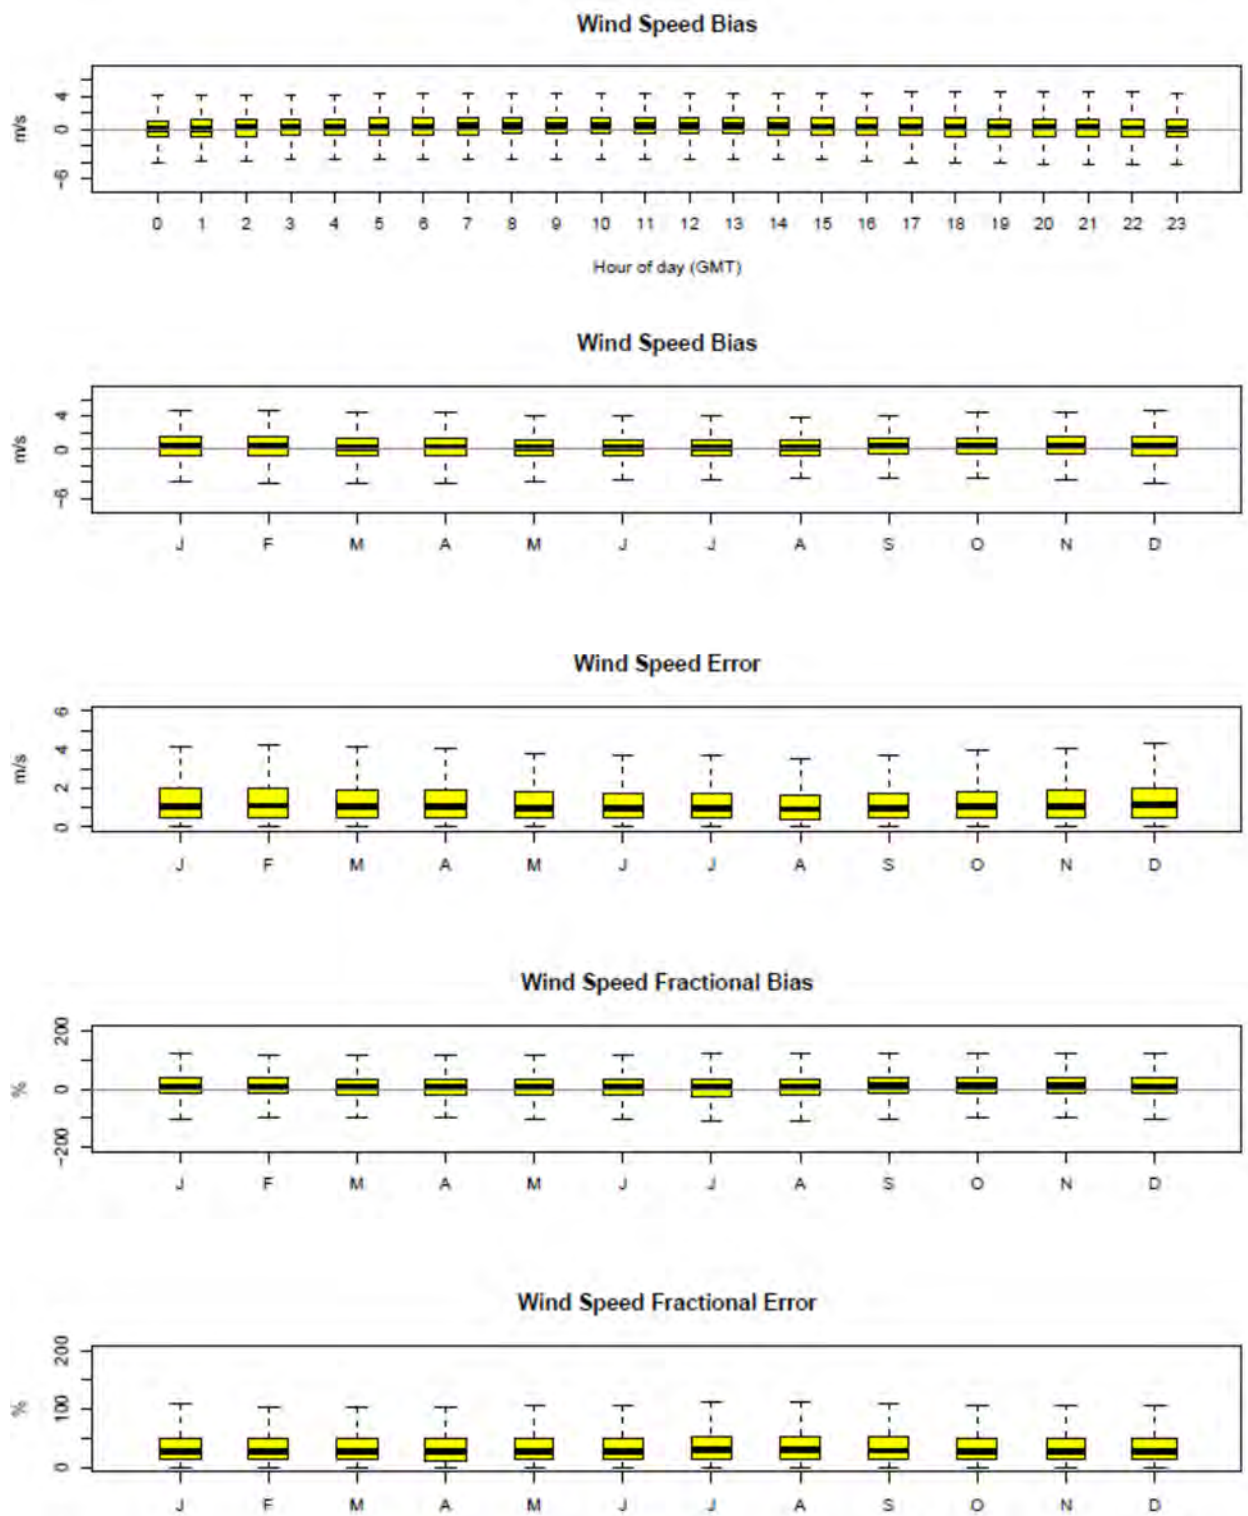 Wind Speed Bias
m/s
4
0
−6
0 1 2 3 4 5 6 7 8 9 10 11 12 13 14 15 16 17 18 19 20 21 22 23
Hour of day (GMT)
Wind Speed Bias
m/s
4
0
−6
J F M A M J J A S O N D
Wind Speed Error
m/s
6
4
2
0
J F M A M J J A S O N D
Wind Speed Fractional Bias
%
200
0
−200
J F M A M J J A S O N D
Wind Speed Fractional Error
%
200
100
0
J F M A M J J A S O N D